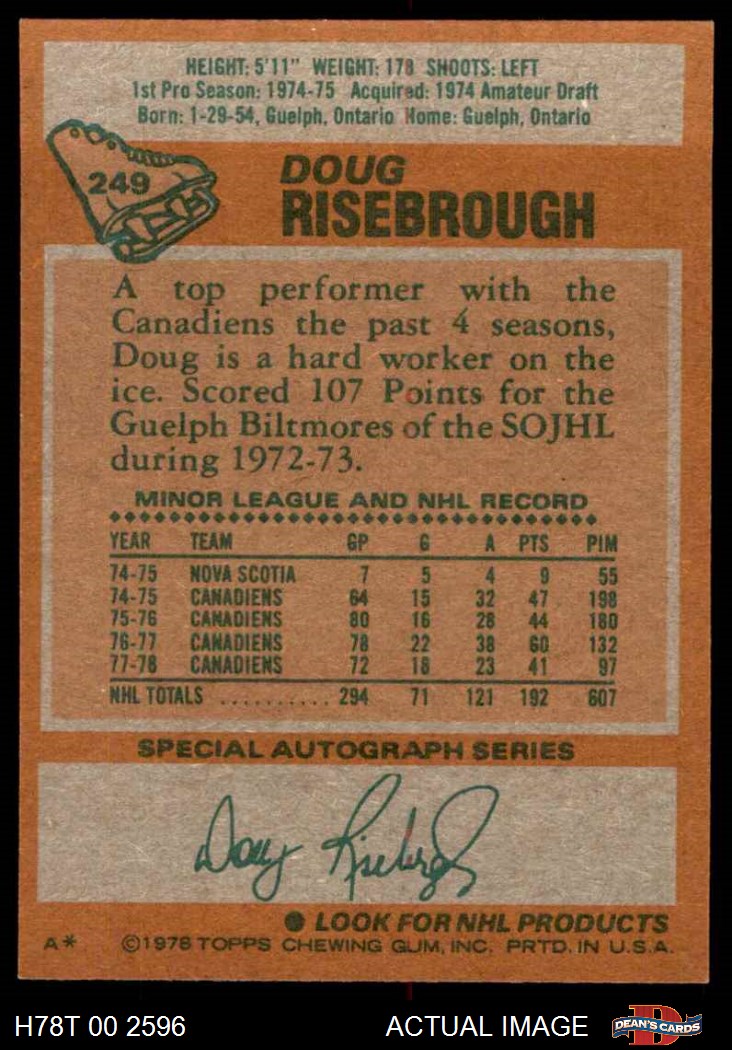 HEIGHT: 5'11" WEIGHT: 178 SHOOTS: LEFT
1st Pro Season: 1974-75 Acquired: 1974 Amateur Draft
Born: 1-29-54, Guelph, Ontario Home: Guelph, Ontario
249
DOUG
RISEBROUGH
A top performer with the
Canadiens the past 4 seasons,
Doug is a hard worker on the
ice. Scored 107 Points for the
Guelph Biltmores of the SOJHL
during 1972-73.
MINOR LEAGUE AND NHL RECORD
YEAR TEAM GP G A PTS PIM
74-75 NOVA SCOTIA 7 5 4 9 55
74-75 CANADIENS 64 15 32 47 198
75-76 CANADIENS 80 16 28 44 180
76-77 CANADIENS 78 22 38 60 132
77-78 CANADIENS 72 18 23 41 97
NHL TOTALS .......... 294 71 121 192 607
SPECIAL AUTOGRAPH SERIES
Doug Risebrough
● LOOK FOR NHL PRODUCTS
A* ©1978 TOPPS CHEWING GUM, INC. PRTD. IN U.S.A.
H78T 00 2596 ACTUAL IMAGE DEAN'S CARDS